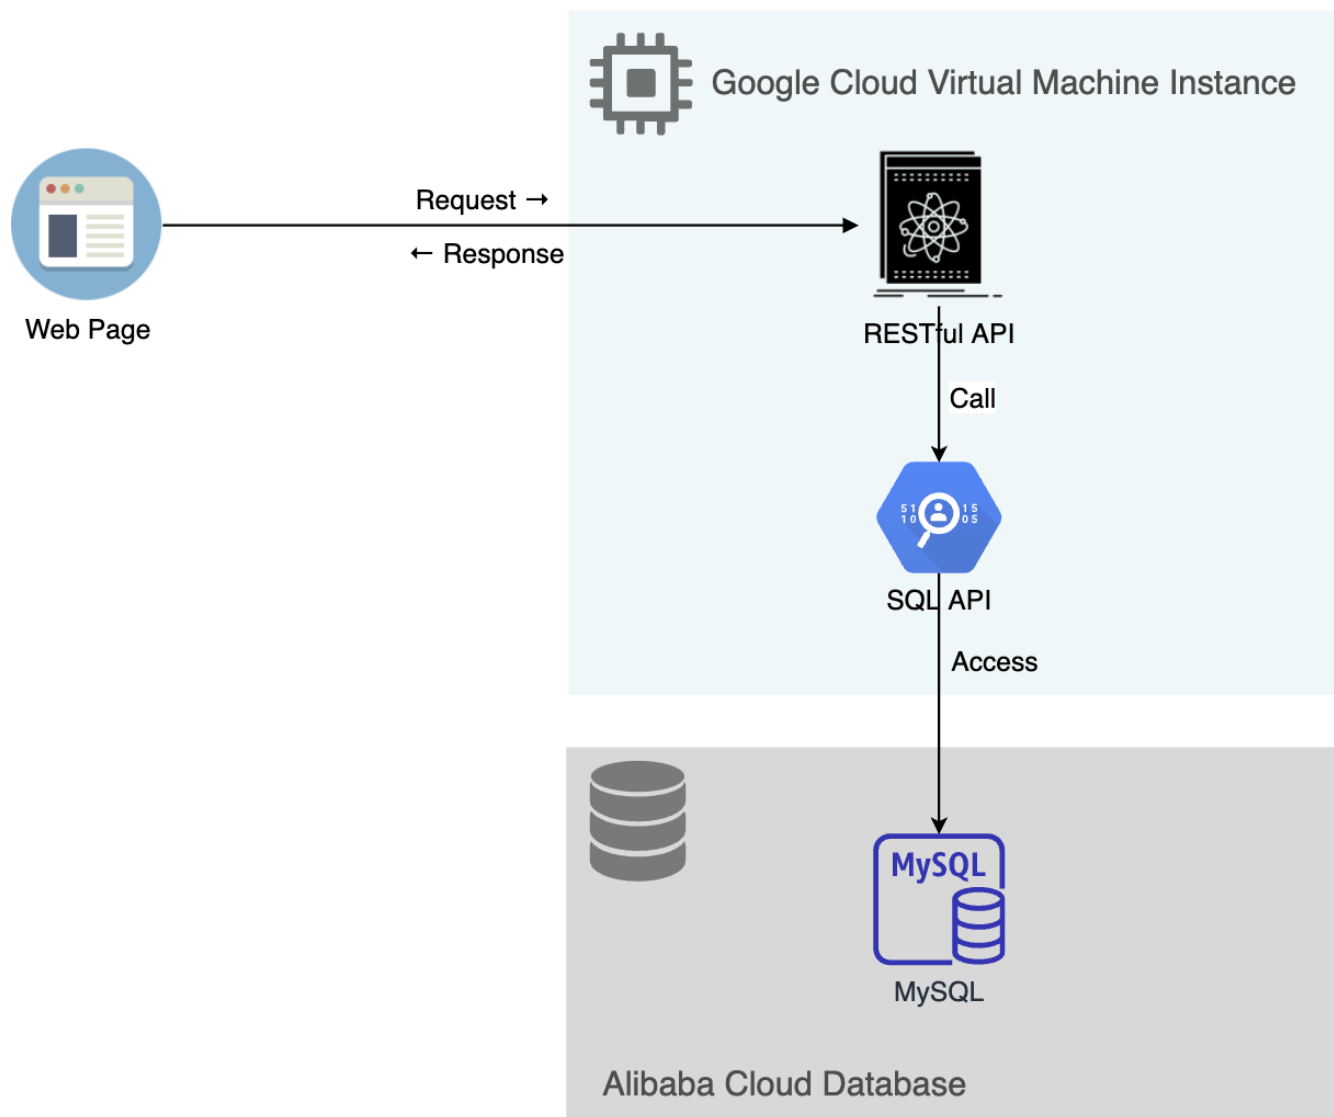 Google Cloud Virtual Machine Instance
Request →
← Response
Web Page
RESTful API
Call
51 15
10 05
SQL API
Access
MySQL
MySQL
Alibaba Cloud Database